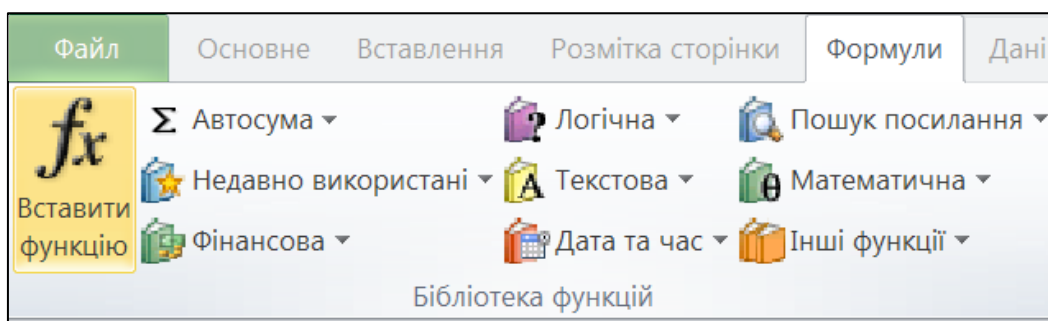 Файл Основне Вставлення Розмітка сторінки Формули Дані
fx
Вставити
функцію
Σ Автосума
Недавно використані
Фінансова
Логічна
Текстова
Дата та час
Пошук посилання
Математична
Інші функції
Бібліотека функцій